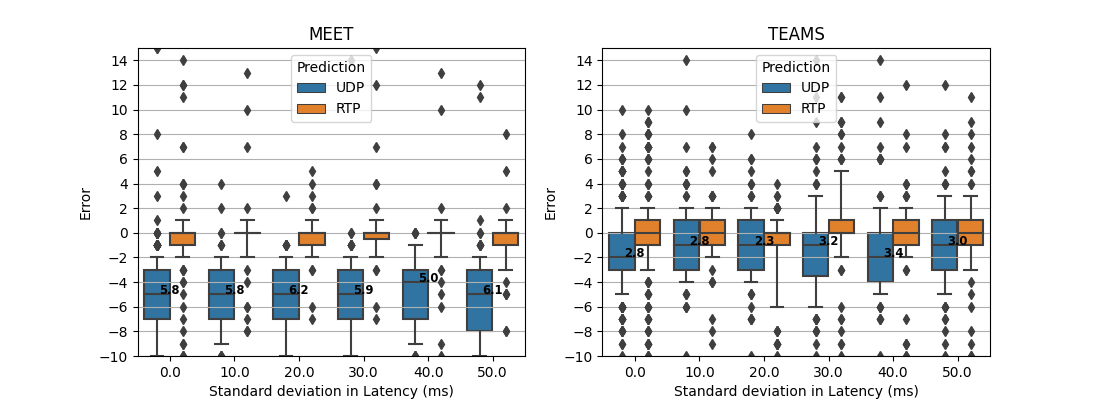 MEET
Prediction
UDP
RTP
Error
14
12
10
8
6
4
2
0
−2
−4
−6
−8
−10
5.8
5.8
6.2
5.9
5.0
6.1
0.0 10.0 20.0 30.0 40.0 50.0
Standard deviation in Latency (ms)
TEAMS
Prediction
UDP
RTP
Error
14
12
10
8
6
4
2
0
−2
−4
−6
−8
−10
2.8
2.8
2.3
3.2
3.4
3.0
0.0 10.0 20.0 30.0 40.0 50.0
Standard deviation in Latency (ms)